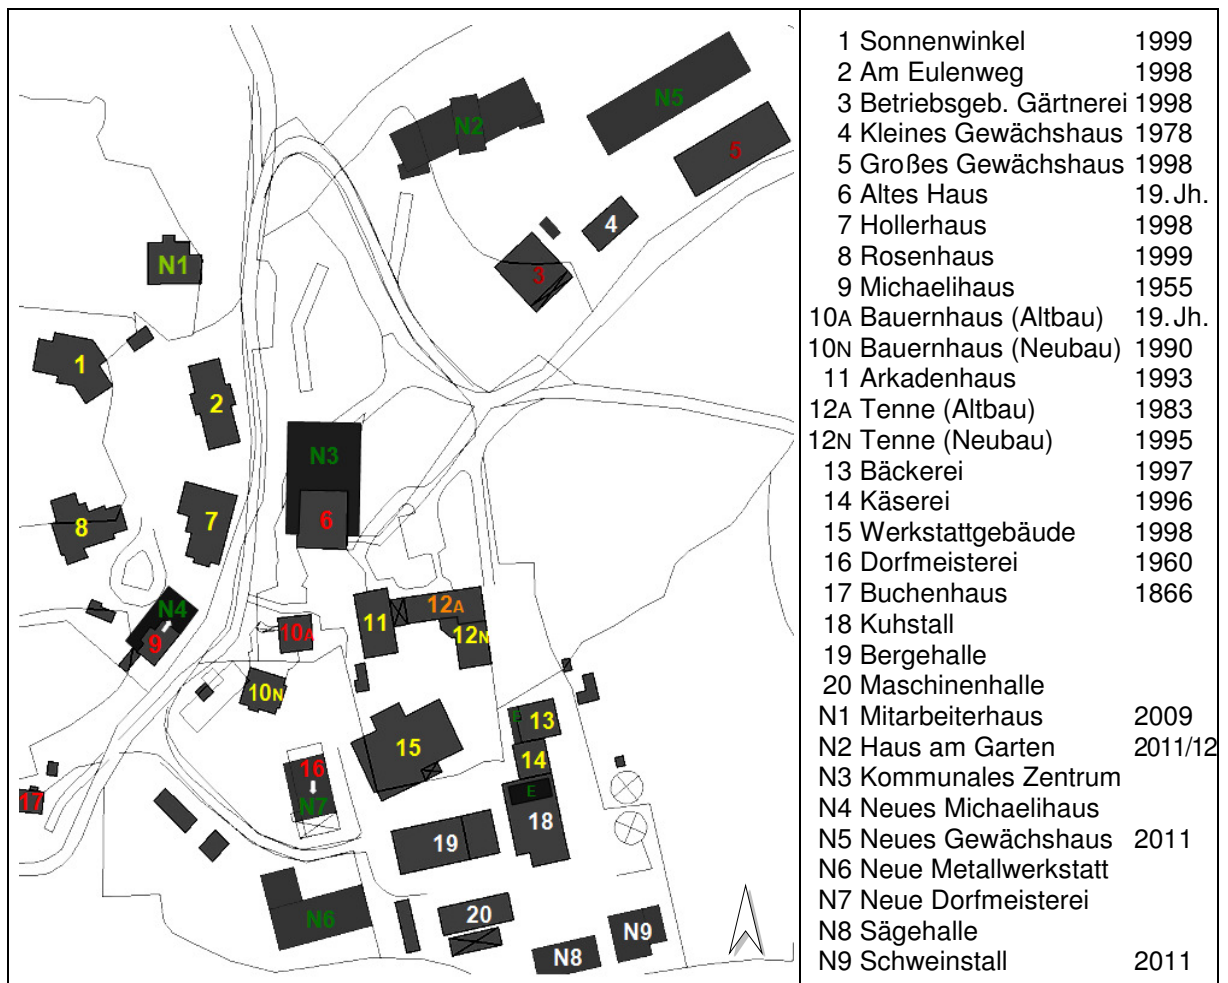 N5
N2
5
4
3
N1
1
2
N3
6
8
7
N4
9
10A
11
12A
12N
10N
13
15
14
16
N7
E
18
17
19
N6
20
N9
N8
1 Sonnenwinkel 1999
2 Am Eulenweg 1998
3 Betriebsgeb. Gärtnerei 1998
4 Kleines Gewächshaus 1978
5 Großes Gewächshaus 1998
6 Altes Haus 19.Jh.
7 Hollerhaus 1998
8 Rosenhaus 1999
9 Michaelihaus 1955
10A Bauernhaus (Altbau) 19.Jh.
10N Bauernhaus (Neubau) 1990
11 Arkadenhaus 1993
12A Tenne (Altbau) 1983
12N Tenne (Neubau) 1995
13 Bäckerei 1997
14 Käserei 1996
15 Werkstattgebäude 1998
16 Dorfmeisterei 1960
17 Buchenhaus 1866
18 Kuhstall
19 Bergehalle
20 Maschinenhalle
N1 Mitarbeiterhaus 2009
N2 Haus am Garten 2011/12
N3 Kommunales Zentrum
N4 Neues Michaelihaus
N5 Neues Gewächshaus 2011
N6 Neue Metallwerkstatt
N7 Neue Dorfmeisterei
N8 Sägehalle
N9 Schweinstall 2011